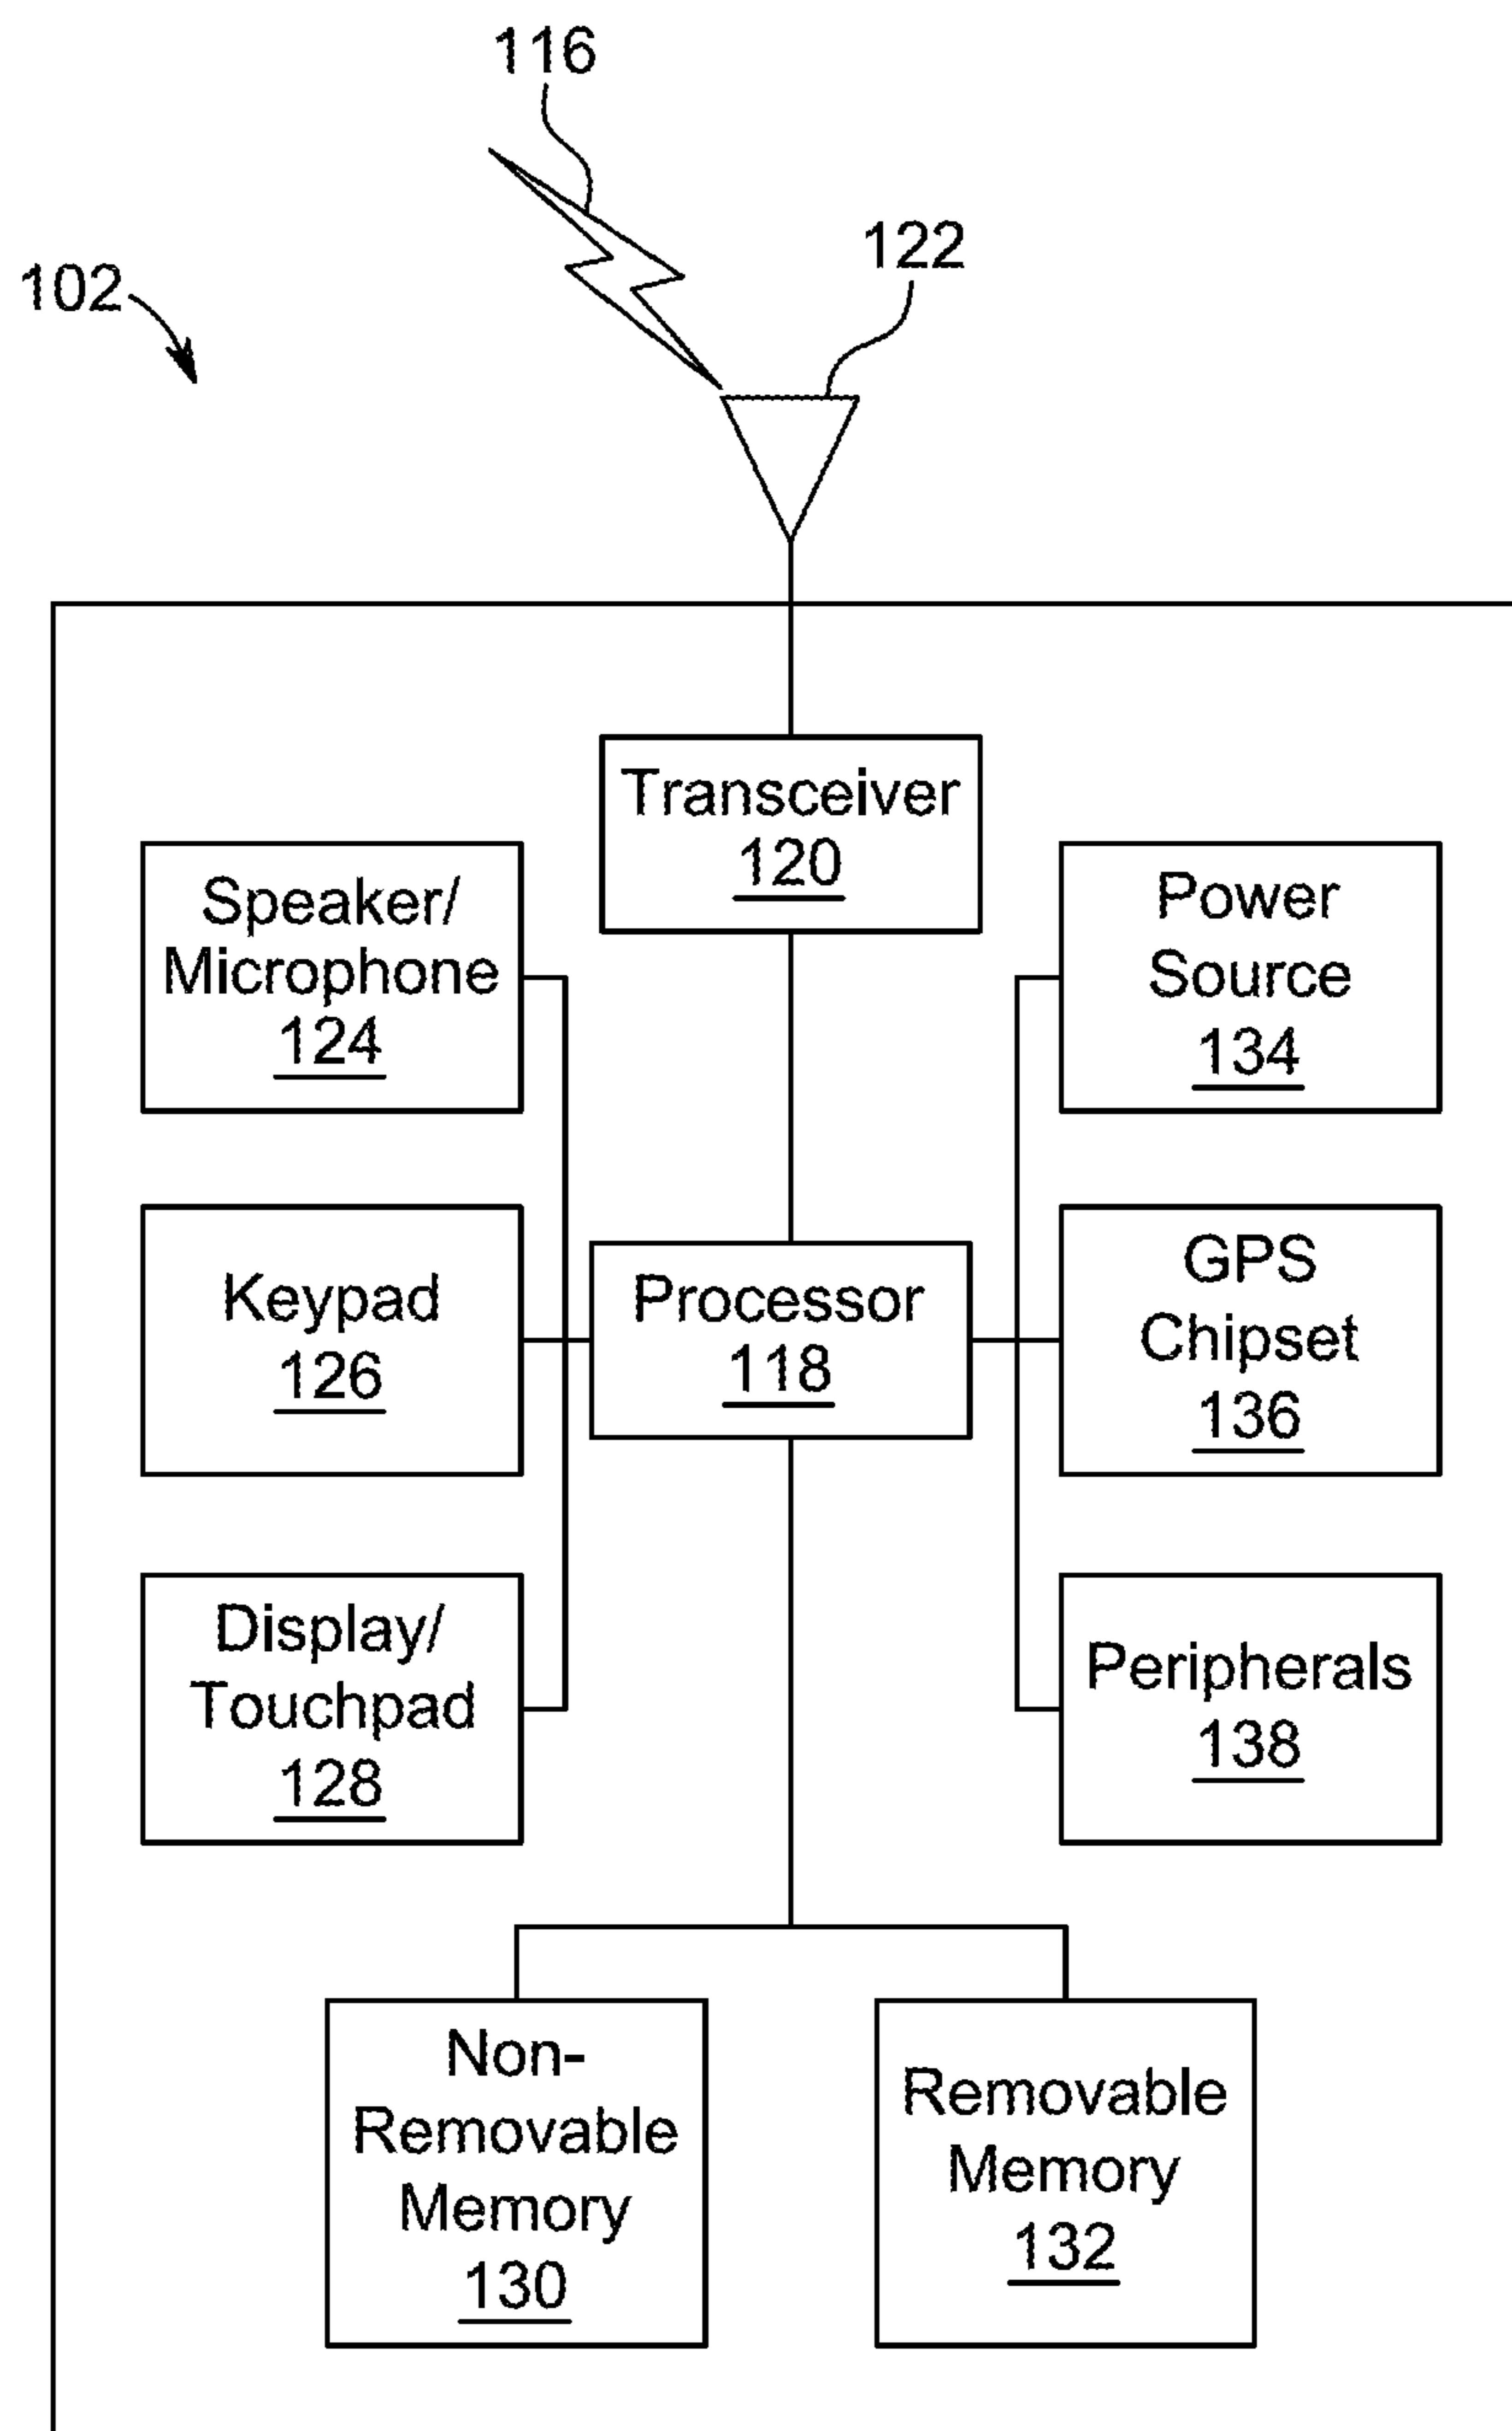 116
122
102
Transceiver
120
Speaker/
Microphone
124
Power
Source
134
Keypad
126
Processor
118
GPS
Chipset
136
Display/
Touchpad
128
Peripherals
138
Non-
Removable
Memory
130
Removable
Memory
132